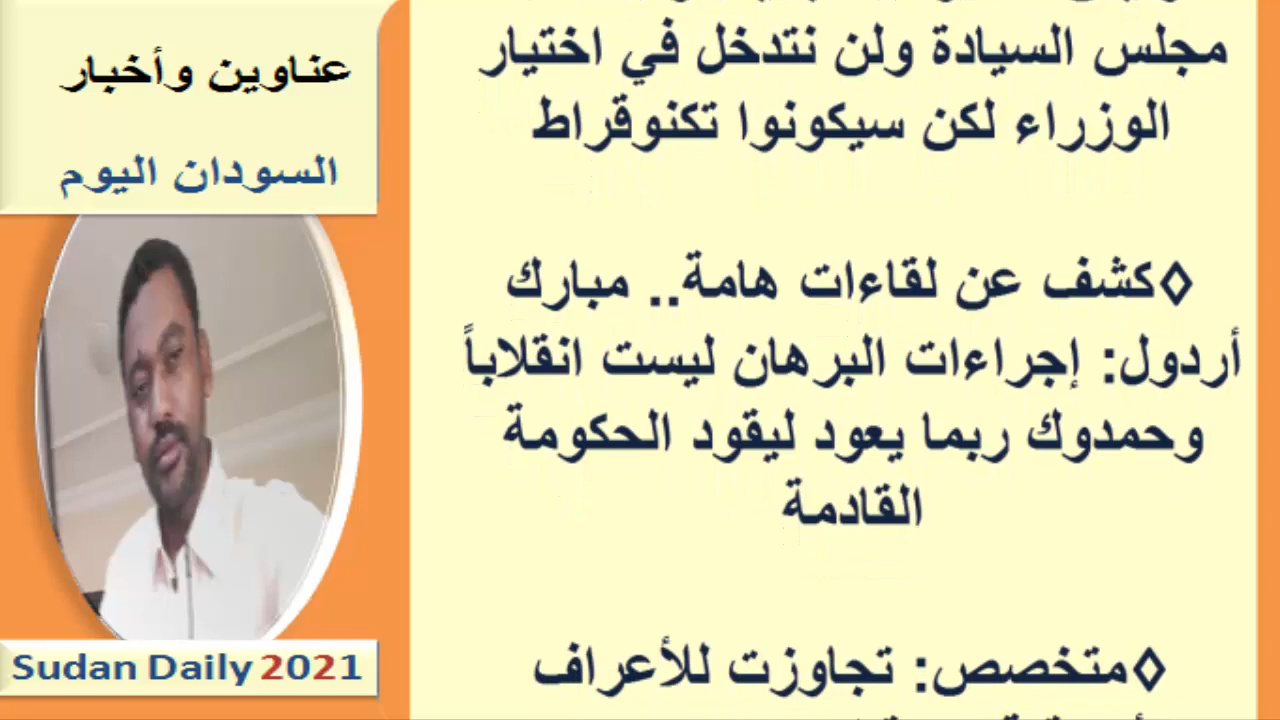 عناوين وأخبار
السودان اليوم
Sudan Daily 2021
مجلس السيادة ولن نتدخل في اختيار
الوزراء لكن سيكونوا تكنوقراط
◊كشف عن لقاءات هامة.. مبارك
أردول: إجراءات البرهان ليست انقلاباً
وحمدوك ربما يعود ليقود الحكومة
القادمة
◊متخصص: تجاوزت للأعراف